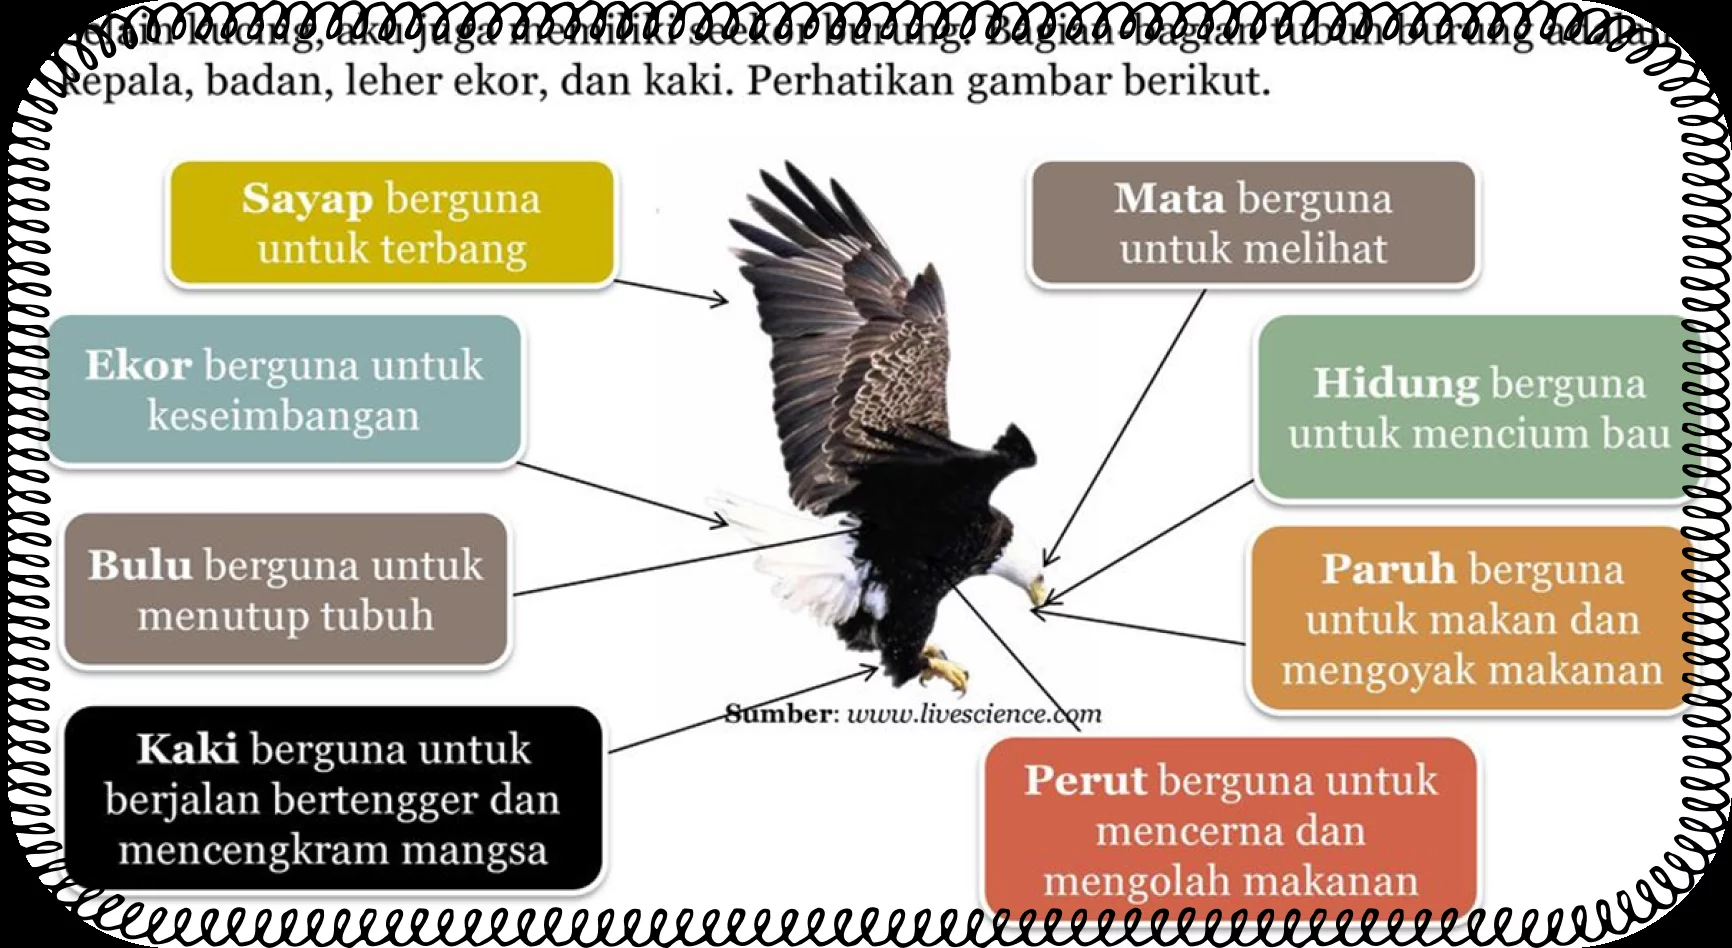 kucing, aku juga memiliki seekor burung. Bagian-bagian tubuh burung adalah
kepala, badan, leher ekor, dan kaki. Perhatikan gambar berikut.
Sayap berguna
untuk terbang
Mata berguna
untuk melihat
Ekor berguna untuk
keseimbangan
Hidung berguna
untuk mencium bau
Bulu berguna untuk
menutup tubuh
Paruh berguna
untuk makan dan
mengoyak makanan
Sumber: www.livescience.com
Kaki berguna untuk
berjalan bertengger dan
mencengkram mangsa
Perut berguna untuk
mencerna dan
mengolah makanan